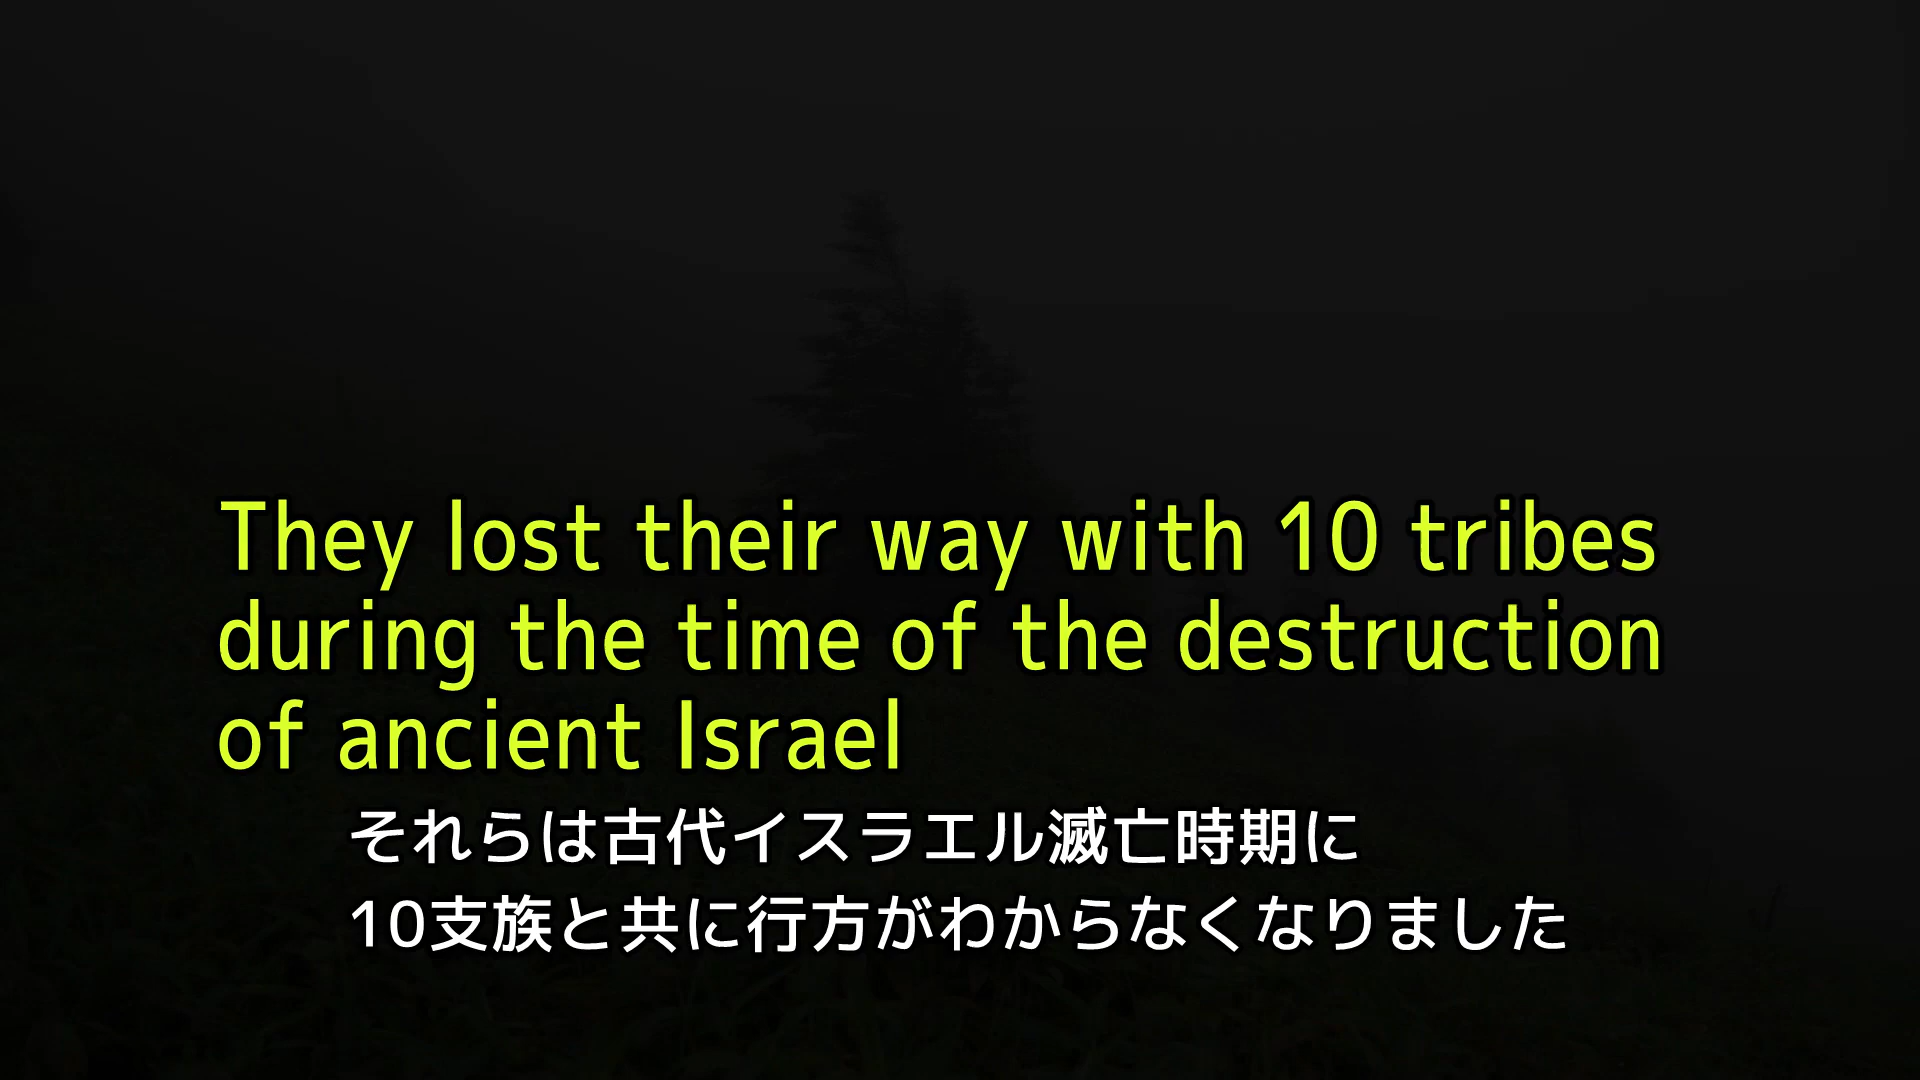 They lost their way with 10 tribes
during the time of the destruction
of ancient Israel
それらは古代イスラエル滅亡時期に
10支族と共に行方がわからなくなりました